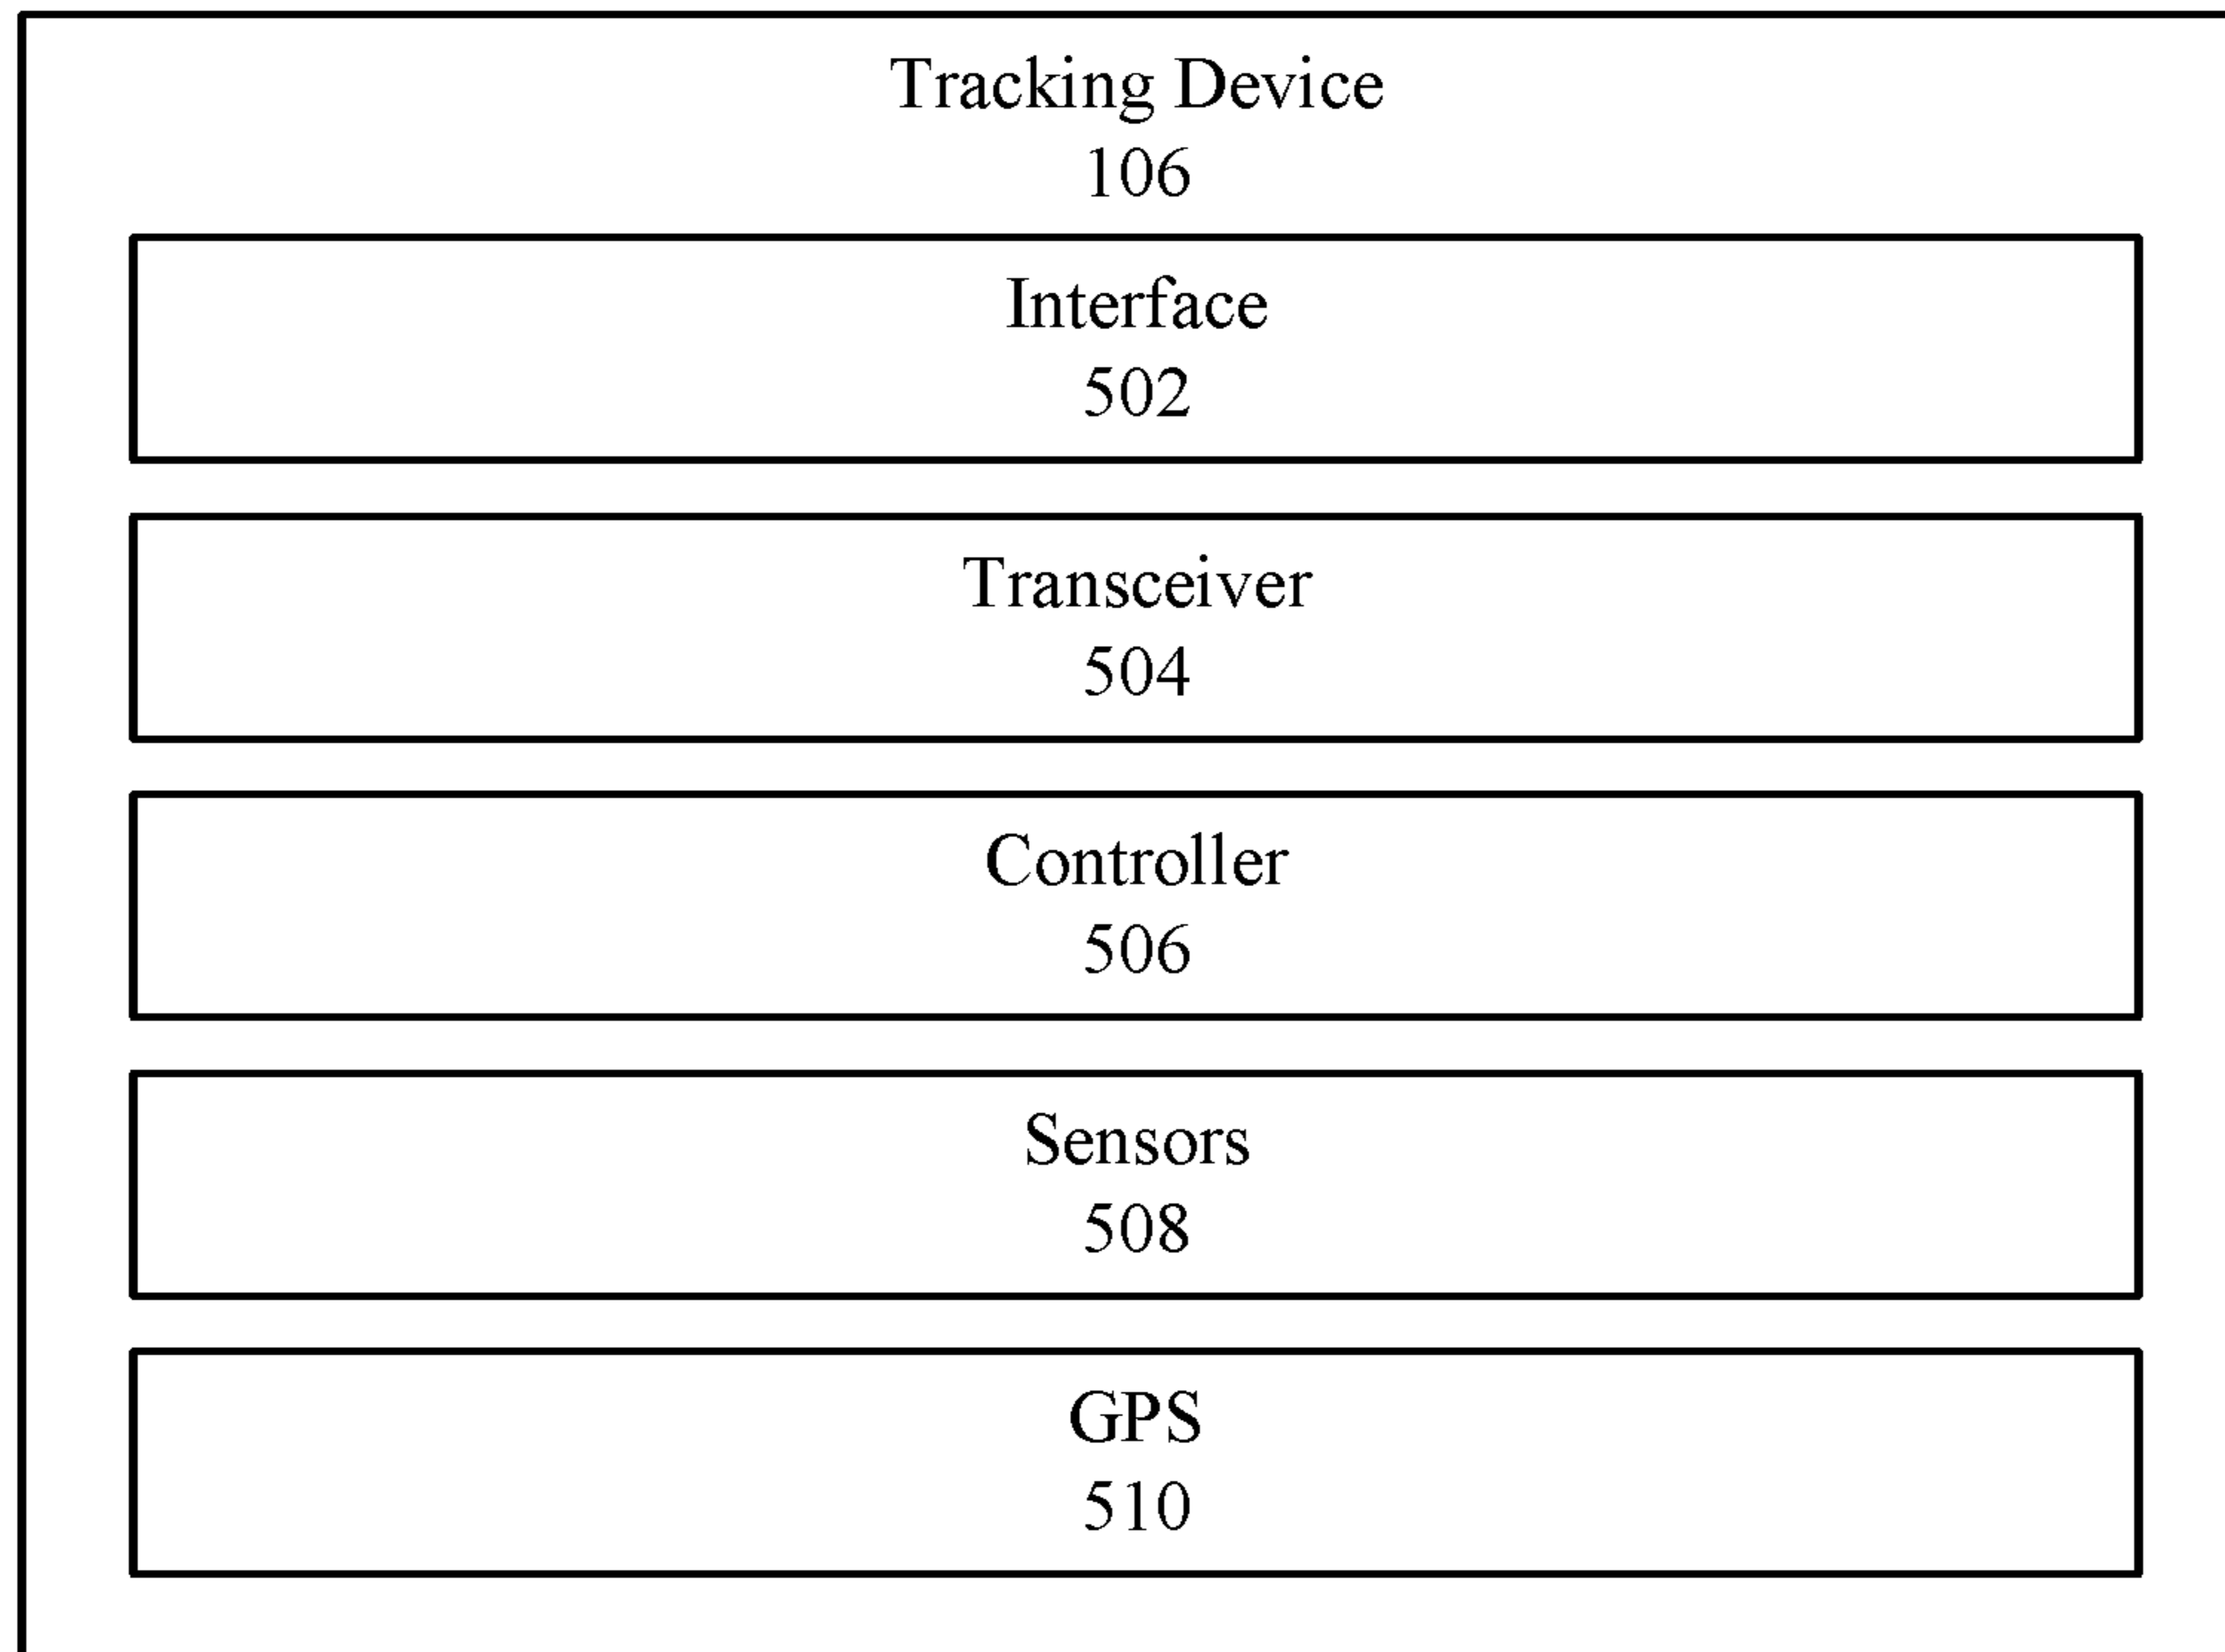 Tracking Device
106
Interface
502
Transceiver
504
Controller
506
Sensors
508
GPS
510